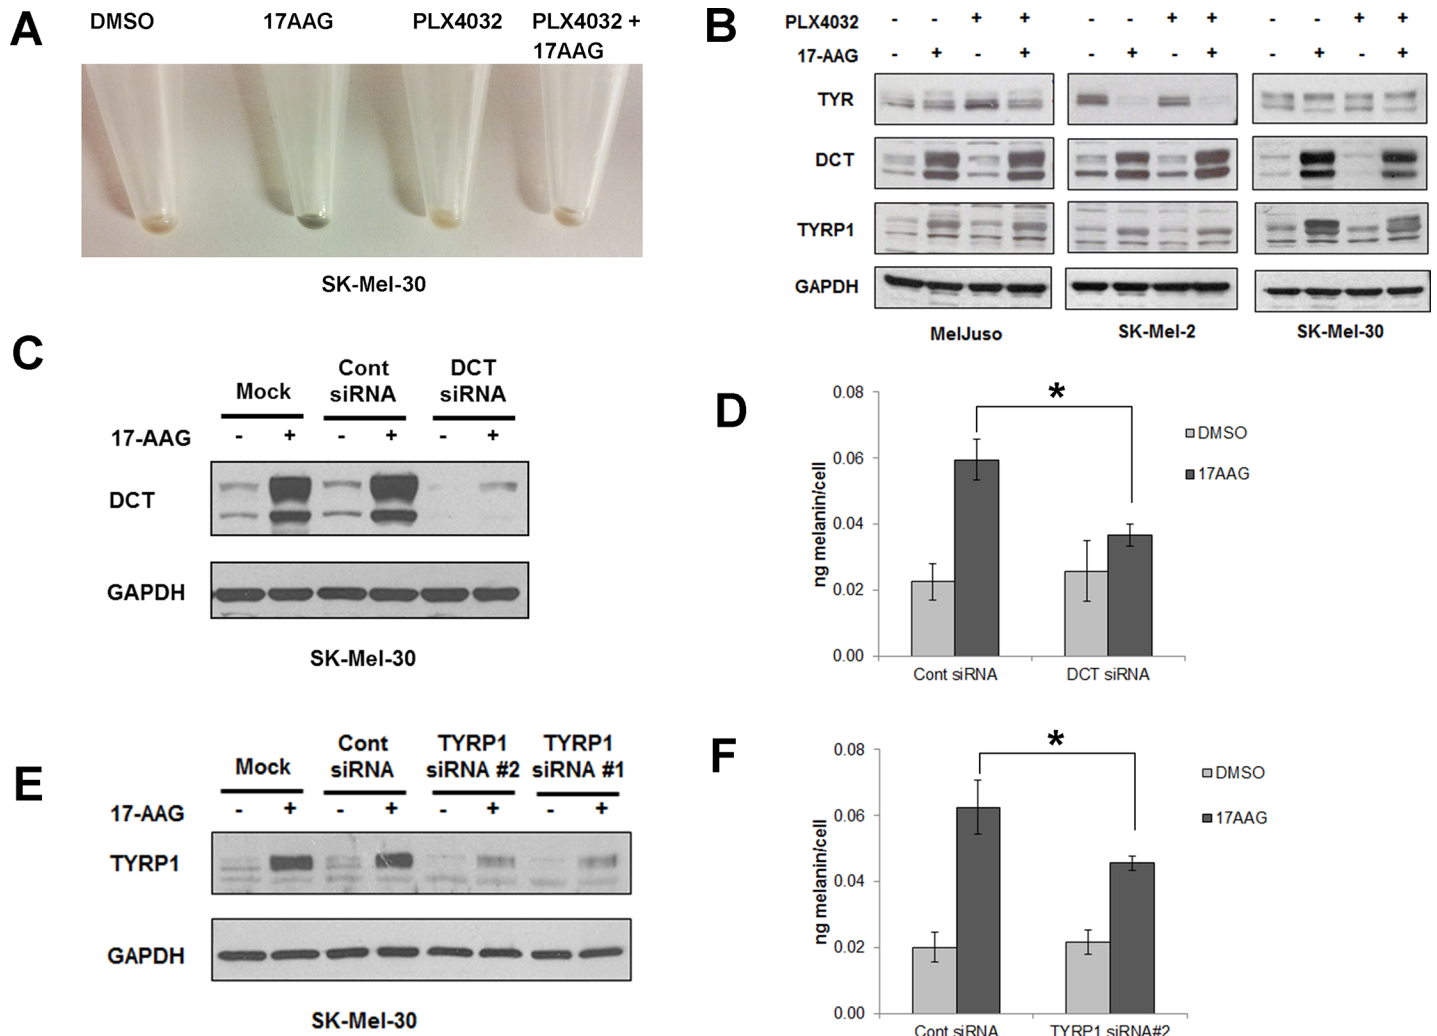 A
DMSO 17AAG PLX4032 PLX4032 +
17AAG
SK-Mel-30
B
PLX4032 - - + + - - + + - - + +
17-AAG - + - + - + - + - + - +
TYR
DCT
TYRP1
GAPDH
MelJuso SK-Mel-2 SK-Mel-30
C
Mock Cont
siRNA DCT
siRNA
17-AAG - + - + - +
DCT
GAPDH
SK-Mel-30
D
*
0.08
0.06
0.04
0.02
0.00
ng melanin/cell
DMSO
17AAG
Cont siRNA DCT siRNA
E
Mock Cont
siRNA TYRP1
siRNA #2 TYRP1
siRNA #1
17-AAG - + - + - + - +
TYRP1
GAPDH
SK-Mel-30
F
*
0.08
0.06
0.04
0.02
0.00
ng melanin/cell
DMSO
17AAG
Cont siRNA TYRP1 siRNA#2